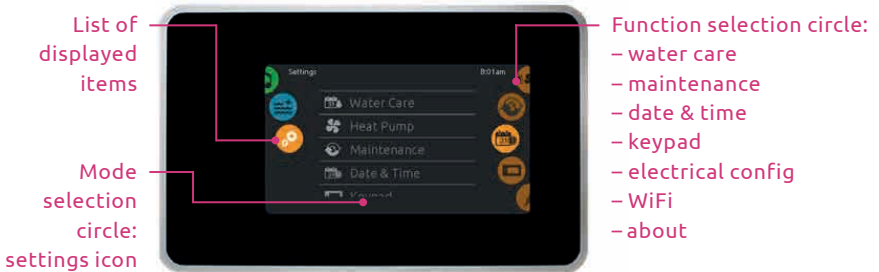 List of
displayed
items
Mode
selection
circle:
settings icon
Settings
8:01am
Water Care
Heat Pump
Maintenance
Date & Time
Keypad
Function selection circle:
– water care
– maintenance
– date & time
– keypad
– electrical config
– WiFi
– about